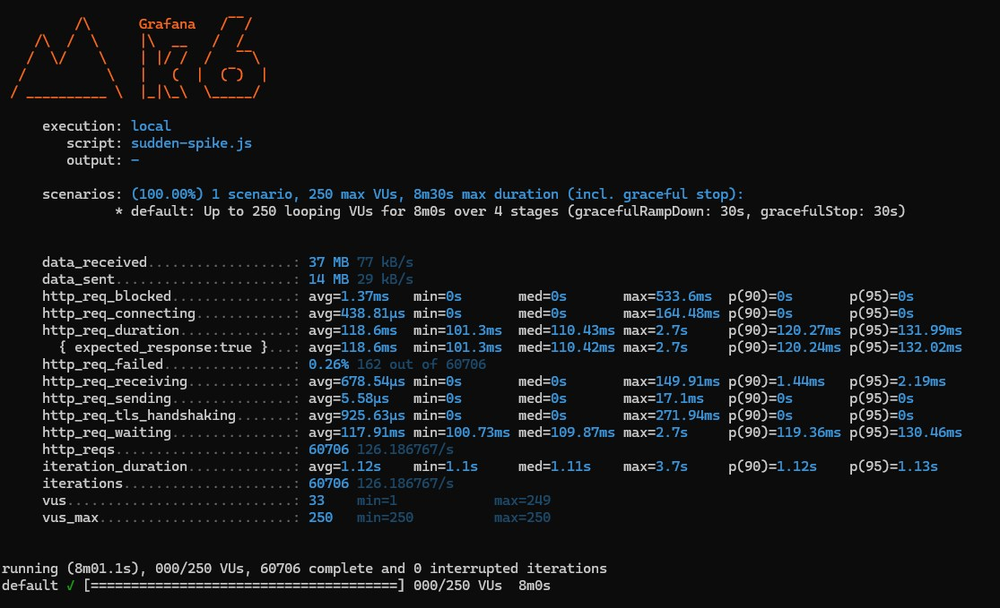 Grafana
execution: local
script: sudden-spike.js
output: -
scenarios: (100.00%) 1 scenario, 250 max VUs, 8m30s max duration (incl. graceful stop):
* default: Up to 250 looping VUs for 8m0s over 4 stages (gracefulRampDown: 30s, gracefulStop: 30s)
data_received..................: 37 MB 77 kB/s
data_sent......................: 14 MB 29 kB/s
http_req_blocked...............: avg=1.37ms min=0s med=0s max=533.6ms p(90)=0s p(95)=0s
http_req_connecting............: avg=438.81µs min=0s med=0s max=164.48ms p(90)=0s p(95)=0s
http_req_duration..............: avg=118.6ms min=101.3ms med=110.43ms max=2.7s p(90)=120.27ms p(95)=131.99ms
{ expected_response:true }...: avg=118.6ms min=101.3ms med=110.42ms max=2.7s p(90)=120.24ms p(95)=132.02ms
http_req_failed................: 0.26% 162 out of 60706
http_req_receiving.............: avg=678.54µs min=0s med=0s max=149.91ms p(90)=1.44ms p(95)=2.19ms
http_req_sending...............: avg=5.58µs min=0s med=0s max=17.1ms p(90)=0s p(95)=0s
http_req_tls_handshaking.......: avg=925.63µs min=0s med=0s max=271.94ms p(90)=0s p(95)=0s
http_req_waiting...............: avg=117.91ms min=100.73ms med=109.87ms max=2.7s p(90)=119.36ms p(95)=130.46ms
http_reqs......................: 60706 126.186767/s
iteration_duration.............: avg=1.12s min=1.1s med=1.11s max=3.7s p(90)=1.12s p(95)=1.13s
iterations.....................: 60706 126.186767/s
vus............................: 33 min=1 max=249
vus_max........................: 250 min=250 max=250
running (8m01.1s), 000/250 VUs, 60706 complete and 0 interrupted iterations
default ✓ [======================================] 000/250 VUs 8m0s